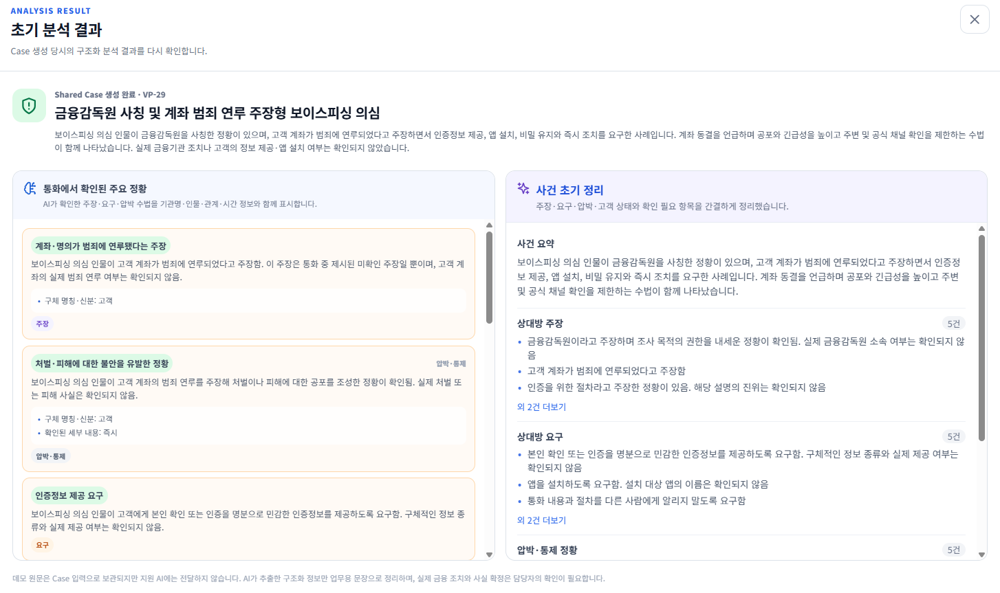 ANALYSIS RESULT
초기 분석 결과
Case 생성 당시의 구조화 분석 결과를 다시 확인합니다.
Shared Case 생성 완료 · VP-29
금융감독원 사칭 및 계좌 범죄 연루 주장형 보이스피싱 의심
보이스피싱 의심 인물이 금융감독원을 사칭한 정황이 있으며, 고객 계좌가 범죄에 연루되었다고 주장하면서 인증정보 제공, 앱 설치, 비밀 유지와 즉시 조치를 요구한 사례입니다. 계좌 동결을 언급하며 공포와 긴급성을 높이고 주변 및 공식 채널 확인을 제한하는 수법
이 함께 나타났습니다. 실제 금융기관 조치나 고객의 정보 제공·앱 설치 여부는 확인되지 않았습니다.
통화에서 확인된 주요 정황
AI가 확인한 주장·요구·압박 수법을 기관명·인물·관계·시간 정보와 함께 표시합니다.
계좌·명의가 범죄에 연루됐다는 주장
보이스피싱 의심 인물이 고객 계좌가 범죄에 연루되었다고 주장함. 이 주장은 통화 중 제시된 미확인 주장일 뿐이며, 고객 계
좌의 실제 범죄 연루 여부는 확인되지 않음.
• 구체 명칭·신분: 고객
주장
처벌·피해에 대한 불안을 유발한 정황
압박·통제
보이스피싱 의심 인물이 고객 계좌의 범죄 연루를 주장해 처벌이나 피해에 대한 공포를 조성한 정황이 확인됨. 실제 처벌 또
는 피해 사실은 확인되지 않음.
• 구체 명칭·신분: 고객
• 확인된 세부 내용: 즉시
압박·통제
인증정보 제공 요구
보이스피싱 의심 인물이 고객에게 본인 확인 또는 인증을 명분으로 민감한 인증정보를 제공하도록 요구함. 구체적인 정보 종
류와 실제 제공 여부는 확인되지 않음.
요구
사건 초기 정리
주장·요구·압박·고객 상태와 확인 필요 항목을 간결하게 정리했습니다.
사건 요약
보이스피싱 의심 인물이 금융감독원을 사칭한 정황이 있으며, 고객 계좌가 범죄에 연루되었다고 주장하면서 인증정
보 제공, 앱 설치, 비밀 유지와 즉시 조치를 요구한 사례입니다. 계좌 동결을 언급하며 공포와 긴급성을 높이고 주변
및 공식 채널 확인을 제한하는 수법이 함께 나타났습니다.
상대방 주장
5건
• 금융감독원이라고 주장하며 조사 목적의 권한을 내세운 정황이 확인됨. 실제 금융감독원 소속 여부는 확인되지 않
음
• 고객 계좌가 범죄에 연루되었다고 주장함
• 인증을 위한 절차라고 주장한 정황이 있음. 해당 설명의 진위는 확인되지 않음
외 2건 더보기
상대방 요구
5건
• 본인 확인 또는 인증을 명분으로 민감한 인증정보를 제공하도록 요구함. 구체적인 정보 종류와 실제 제공 여부는
확인되지 않음
• 앱을 설치하도록 요구함. 설치 대상 앱의 이름은 확인되지 않음
• 통화 내용과 절차를 다른 사람에게 알리지 말도록 요구함
외 2건 더보기
압박·통제 정황
5건
데모 원문은 Case 입력으로 보관되지만 지원 AI에는 전달하지 않습니다. AI가 추출한 구조화 정보만 업무용 문장으로 정리하며, 실제 금융 조치와 사실 확정은 담당자의 확인이 필요합니다.